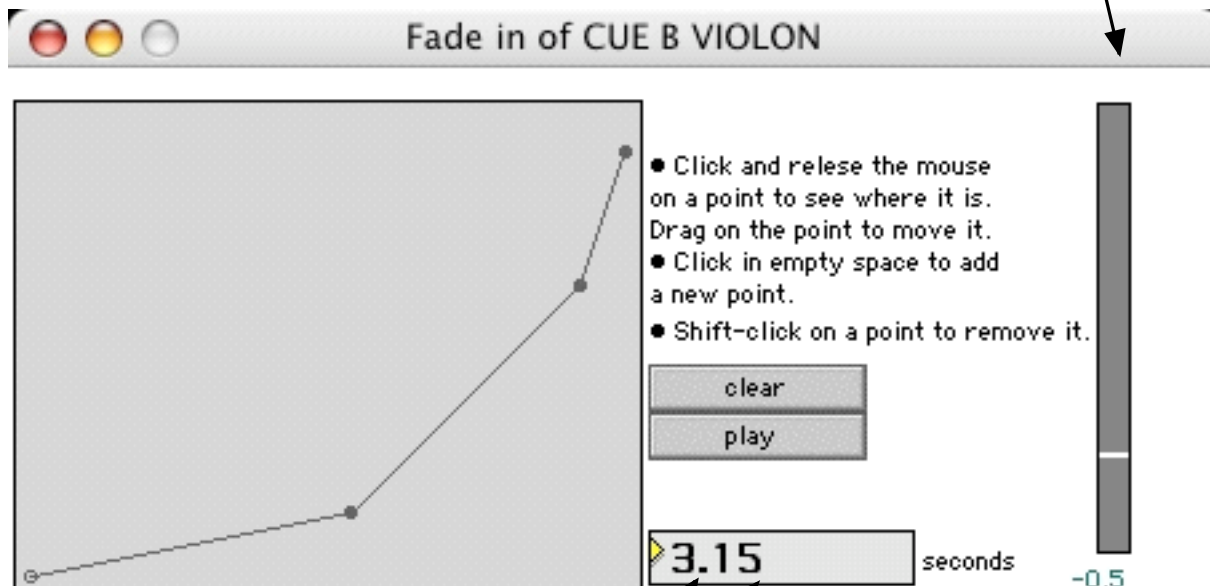 Fade in of CUE B VIOLON
● Click and relese the mouse
on a point to see where it is.
Drag on the point to move it.
● Click in empty space to add
a new point.
● Shift-click on a point to remove it.
clear
play
3.15 seconds
-0.5